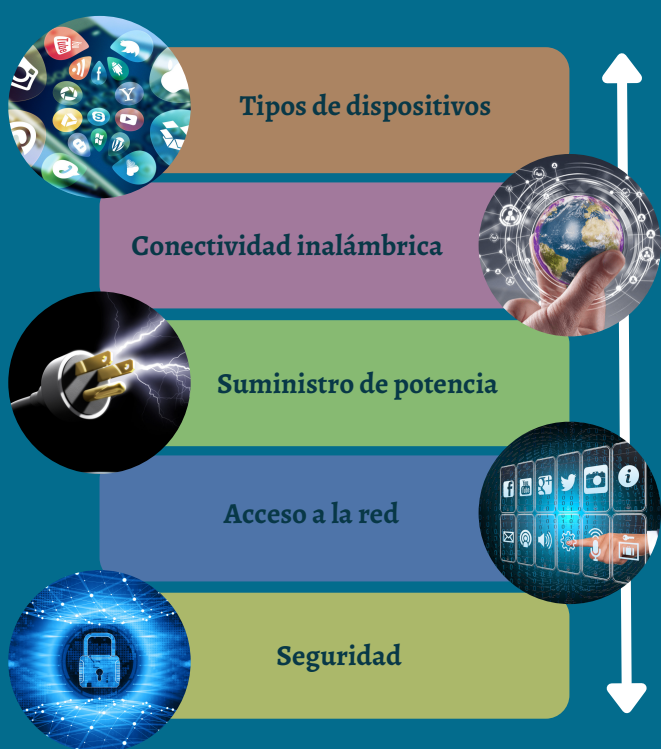 Tipos de dispositivos
Conectividad inalámbrica
Suministro de potencia
Acceso a la red
Seguridad